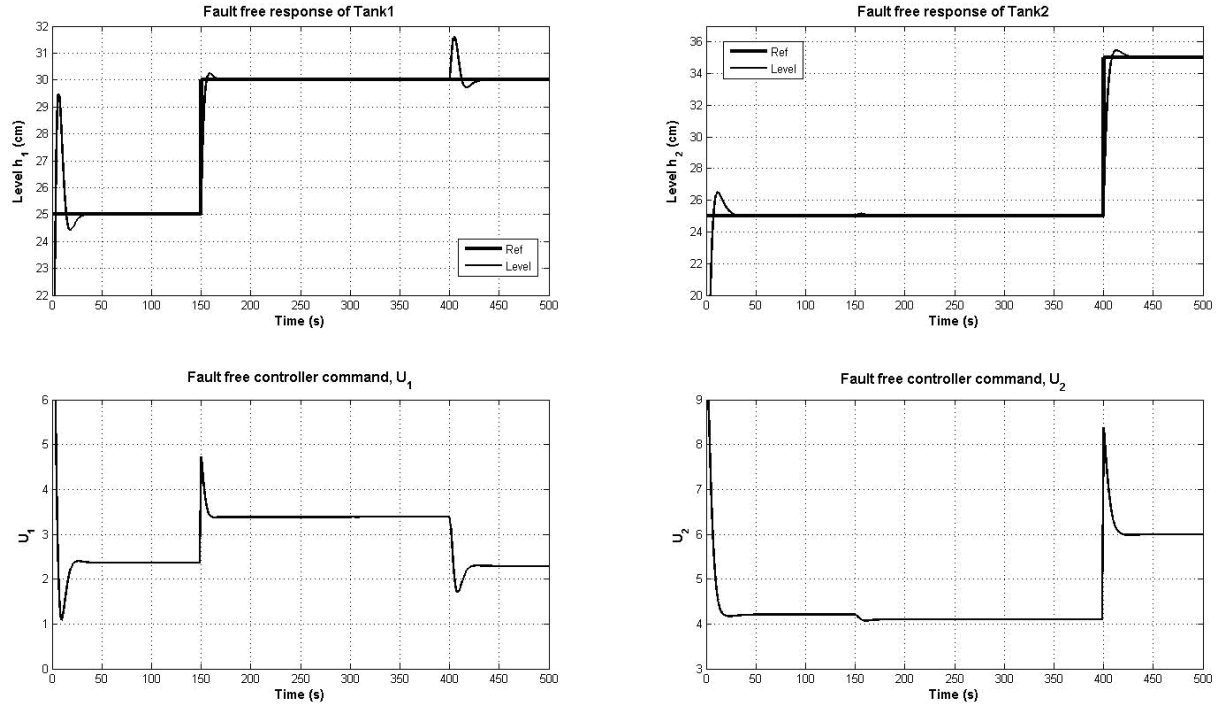 Fault free response of Tank1
32
31
30
29
28
27
26
25
24
23
22
Level h1 (cm)
Ref
Level
0 50 100 150 200 250 300 350 400 450 500
Time (s)
Fault free response of Tank2
36
34
32
30
28
26
24
22
20
Level h2 (cm)
Ref
Level
0 50 100 150 200 250 300 350 400 450 500
Time (s)
Fault free controller command, U1
6
5
4
3
2
1
0
U1
0 50 100 150 200 250 300 350 400 450 500
Time (s)
Fault free controller command, U2
9
8
7
6
5
4
3
U2
0 50 100 150 200 250 300 350 400 450 500
Time (s)